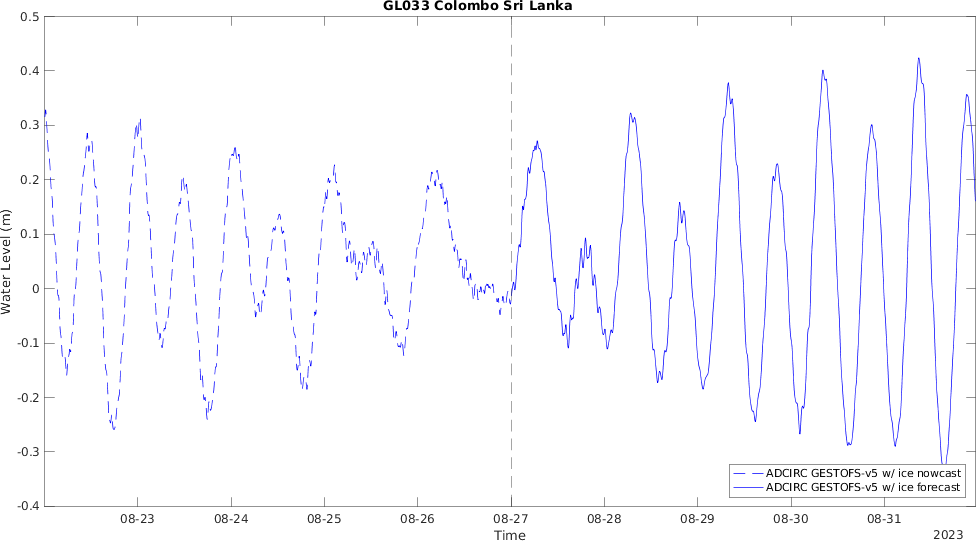 GL033 Colombo Sri Lanka
0.5
0.4
0.3
0.2
0.1
0
-0.1
-0.2
-0.3
-0.4
Water Level (m)
ADCIRC GESTOFS-v5 w/ ice nowcast
ADCIRC GESTOFS-v5 w/ ice forecast
08-23 08-24 08-25 08-26 08-27 08-28 08-29 08-30 08-31
Time
2023